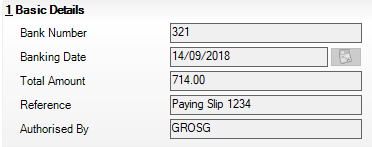 1 Basic Details
Bank Number 321
Banking Date 14/09/2018
Total Amount 714.00
Reference Paying Slip 1234
Authorised By GROSG